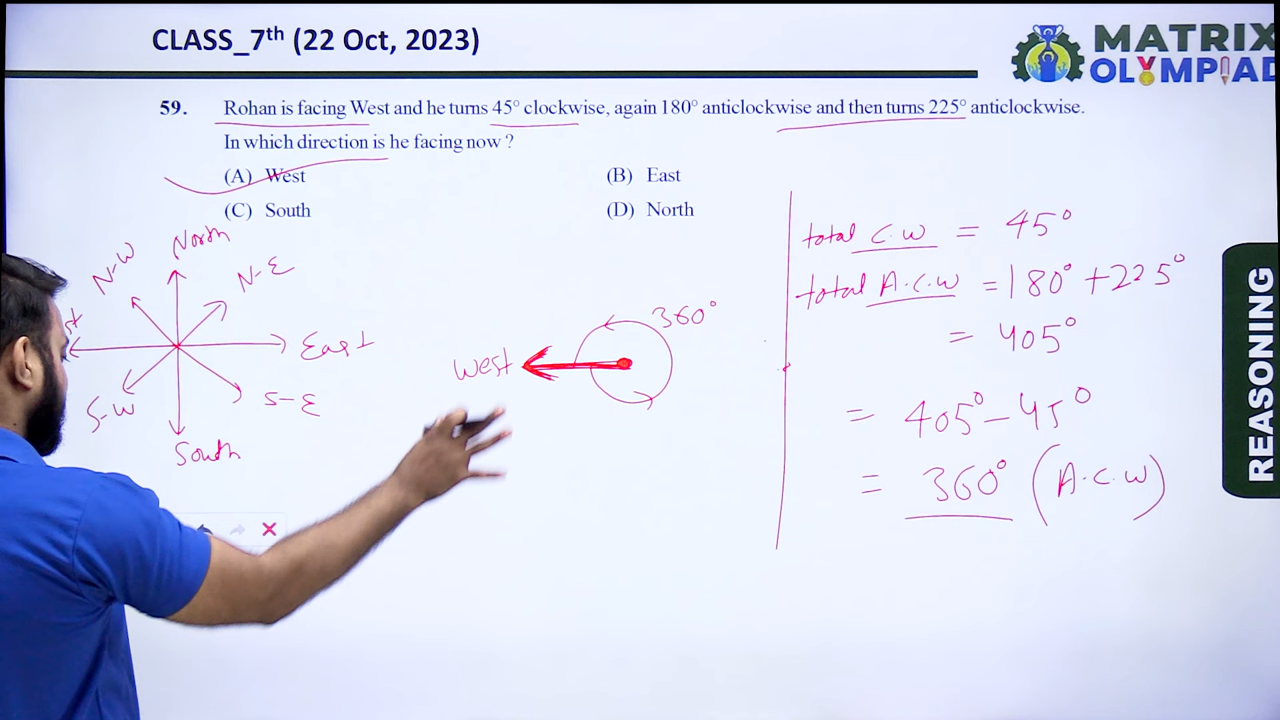 CLASS_7th (22 Oct, 2023)
MATRIX
OLYMPIAD
59. Rohan is facing West and he turns 45° clockwise, again 180° anticlockwise and then turns 225° anticlockwise.
In which direction is he facing now ?
(A) West (B) East
(C) South (D) North
North
N-W
N-E
East
S-W
S-E
South
West
360°
total C.W = 45°
total A.C.W = 180° + 225°
= 405°
= 405° - 45°
= 360° (A.C.W)
REASONING